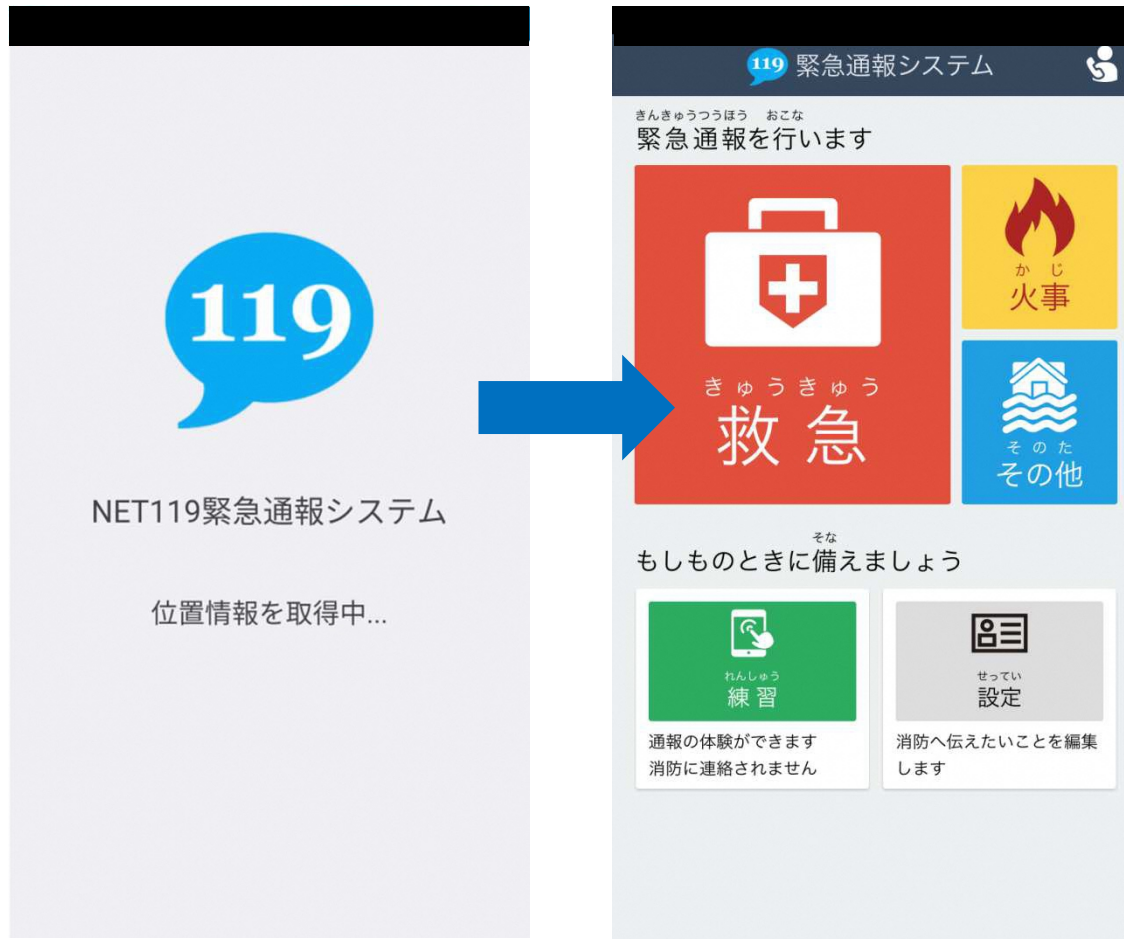 119
NET119緊急通報システム
位置情報を取得中...
119 緊急通報システム
きんきゅうつうほう おこな
緊急通報を行います
きゅうきゅう
救急
かじ
火事
そのた
その他
そな
もしものときに備えましょう
れんしゅう
練習
通報の体験ができます
消防に連絡されません
せってい
設定
消防へ伝えたいことを編集
します